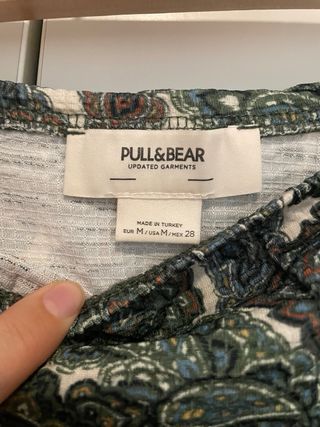 PULL&BEAR
UPDATED GARMENTS
MADE IN TURKEY
EUR M / USA M / MEX 28